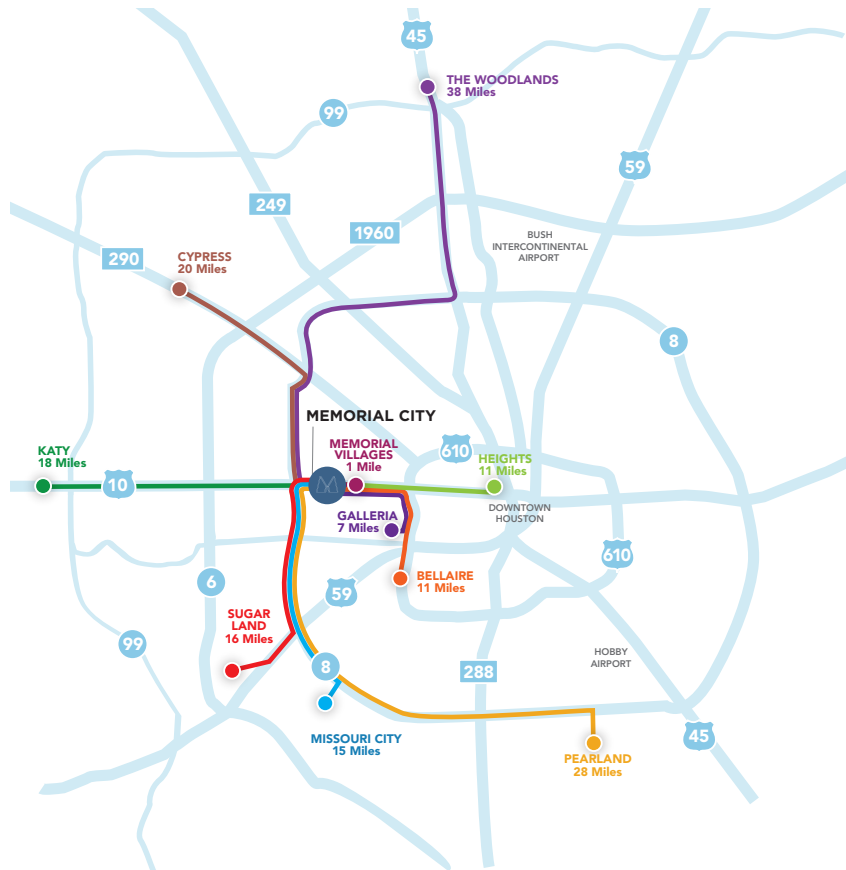 45
THE WOODLANDS
38 Miles
99
59
249
1960
BUSH
INTERCONTINENTAL
AIRPORT
290
CYPRESS
20 Miles
8
MEMORIAL CITY
MEMORIAL
VILLAGES
1 Mile
610
HEIGHTS
11 Miles
KATY
18 Miles
10
GALLERIA
7 Miles
DOWNTOWN
HOUSTON
610
BELLAIRE
11 Miles
6
59
SUGAR
LAND
16 Miles
99
8
HOBBY
AIRPORT
288
MISSOURI CITY
15 Miles
45
PEARLAND
28 Miles